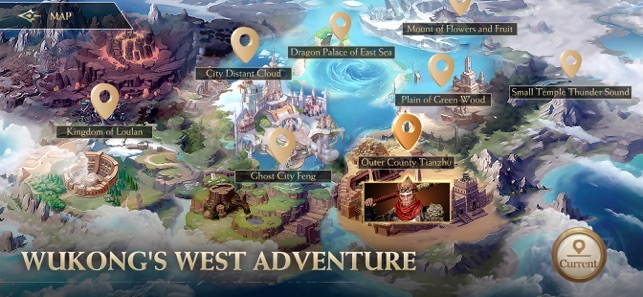 MAP
Mount of Flowers and Fruit
Dragon Palace of East Sea
City Distant Cloud
Plain of Green Wood
Small Temple Thunder Sound
Kingdom of Loulan
Outer County Tianzhu
Ghost City Feng
WUKONG'S WEST ADVENTURE
Current